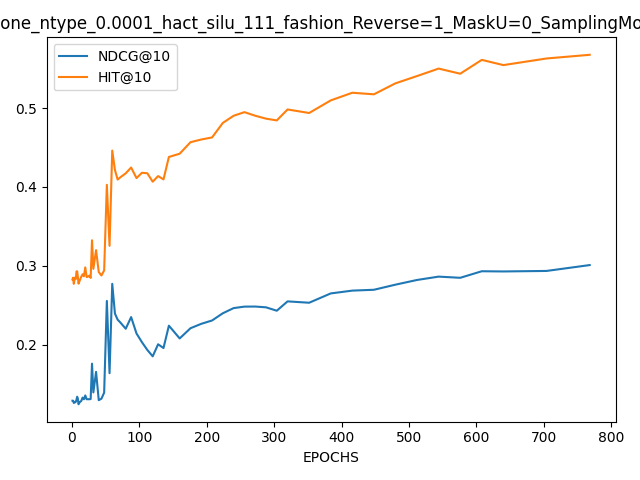 one_ntype_0.0001_hact_silu_111_fashion_Reverse=1_MaskU=0_SamplingMo
NDCG@10
HIT@10
0.5
0.4
0.3
0.2
0 100 200 300 400 500 600 700 800
EPOCHS